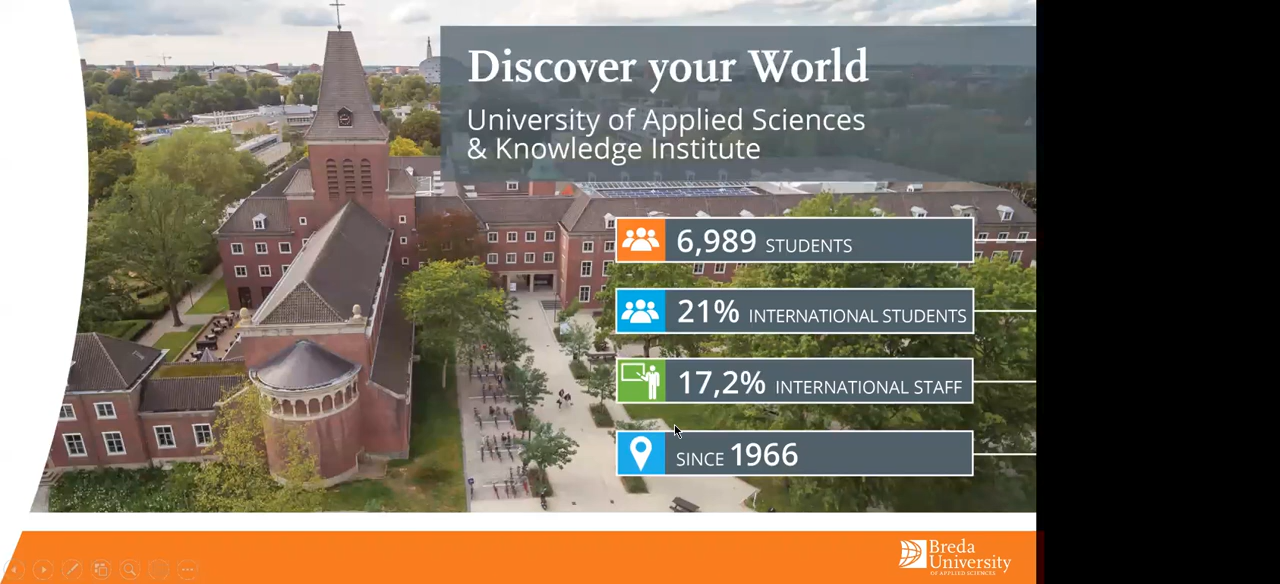 Discover your World
University of Applied Sciences
& Knowledge Institute
6,989 STUDENTS
21% INTERNATIONAL STUDENTS
17,2% INTERNATIONAL STAFF
SINCE 1966
Breda
University
OF APPLIED SCIENCES